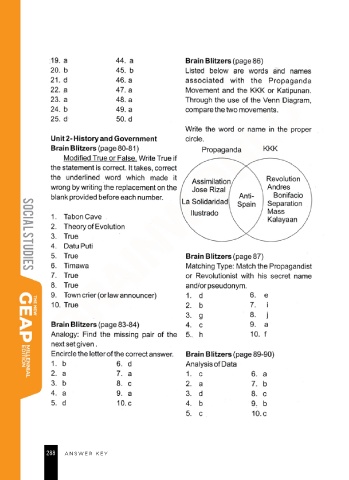 19. a 44. a
20. b 45. b
21. d 46. a
22. a 47. a
23. a 48. a
24. b 49. a
25. d 50. d
Unit 2- History and Government
Brain Blitzers (page 80-81)
Modified True or False. Write True if
the statement is correct. It takes, correct
the underlined word which made it
wrong by writing the replacement on the
blank provided before each number.
1. Tabon Cave
2. Theory of Evolution
3. True
4. Datu Puti
5. True
6. Timawa
7. True
8. True
9. Town crier (or law announcer)
10. True
Brain Blitzers (page 83-84)
Analogy: Find the missing pair of the
next set given .
Encircle the letter of the correct answer.
1. b 6. d
2. a 7. a
3. b 8. c
4. a 9. a
5. d 10. c
Brain Blitzers (page 86)
Listed below are words and names
associated with the Propaganda
Movement and the KKK or Katipunan.
Through the use of the Venn Diagram,
compare the two movements.
Write the word or name in the proper
circle.
Propaganda KKK
Assimilation
Jose Rizal
La Solidaridad
Ilustrado
Anti-
Spain
Revolution
Andres
Bonifacio
Separation
Mass
Kalayaan
Brain Blitzers (page 87)
Matching Type: Match the Propagandist
or Revolutionist with his secret name
and/or pseudonym.
1. d 6. e
2. b 7. i
3. g 8. j
4. c 9. a
5. h 10. f
Brain Blitzers (page 89-90)
Analysis of Data
1. c 6. a
2. a 7. b
3. d 8. c
4. b 9. b
5. c 10. c
SOCIAL STUDIES
THE NEW
GEAP
MILLENNIAL
EDITION
288 ANSWER KEY